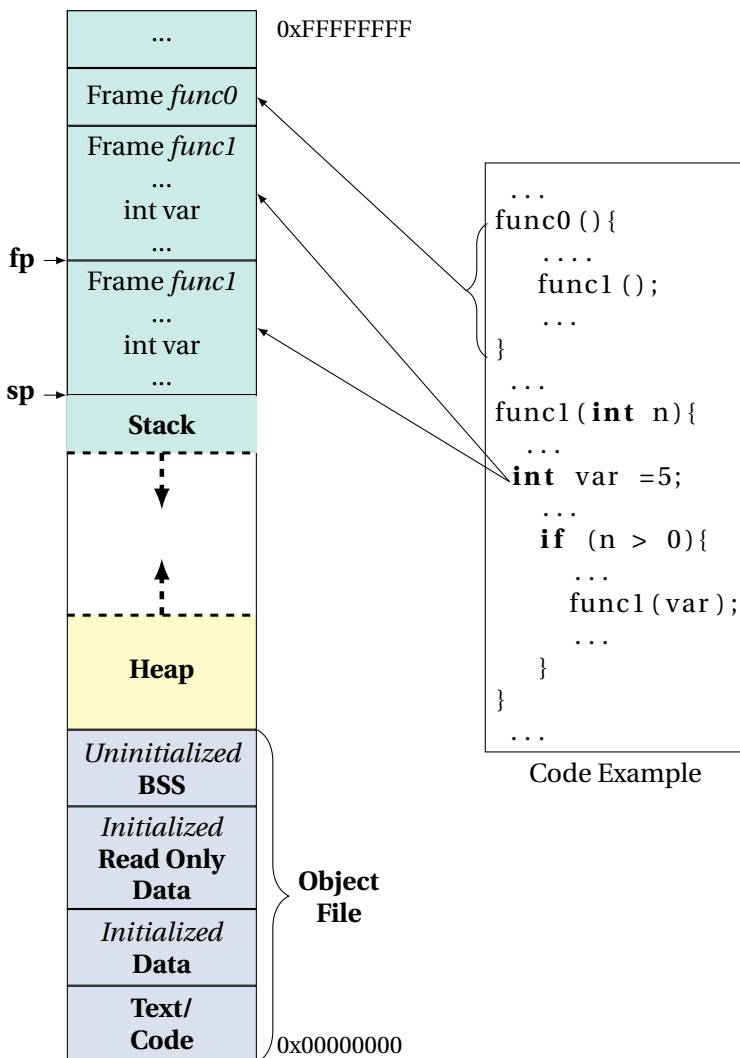 ...
0xFFFFFFFF
Frame func0
Frame func1
...
int var
...
fp
Frame func1
...
int var
...
sp
Stack
Heap
Uninitialized
BSS
Initialized
Read Only
Data
Initialized
Data
Text/
Code
0x00000000
Object
File
...
func0(){
....
func1();
...
}
...
func1(int n){
...
int var =5;
...
if (n > 0){
...
func1(var);
...
}
}
...
Code Example